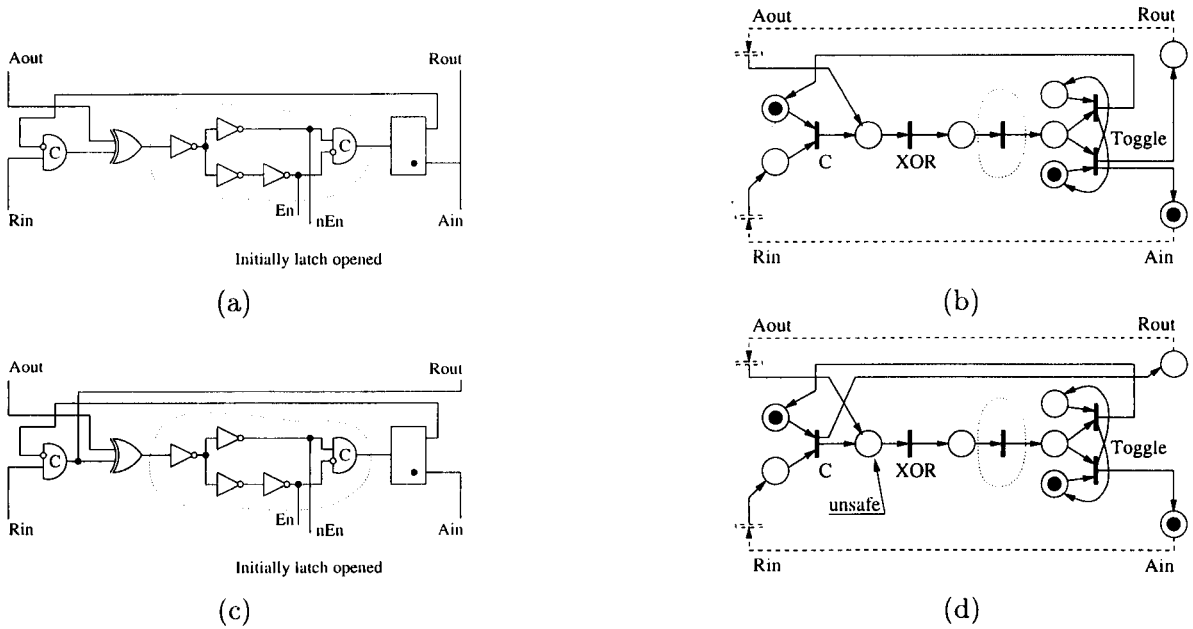 Aout
Rout
C
Rin
En
nEn
Ain
Initially latch opened
(a)
Aout
Rout
C
XOR
Toggle
Rin
Ain
(b)
Aout
Rout
C
Rin
En
nEn
Ain
Initially latch opened
(c)
Aout
Rout
C
XOR
Toggle
unsafe
Rin
Ain
(d)
C
C